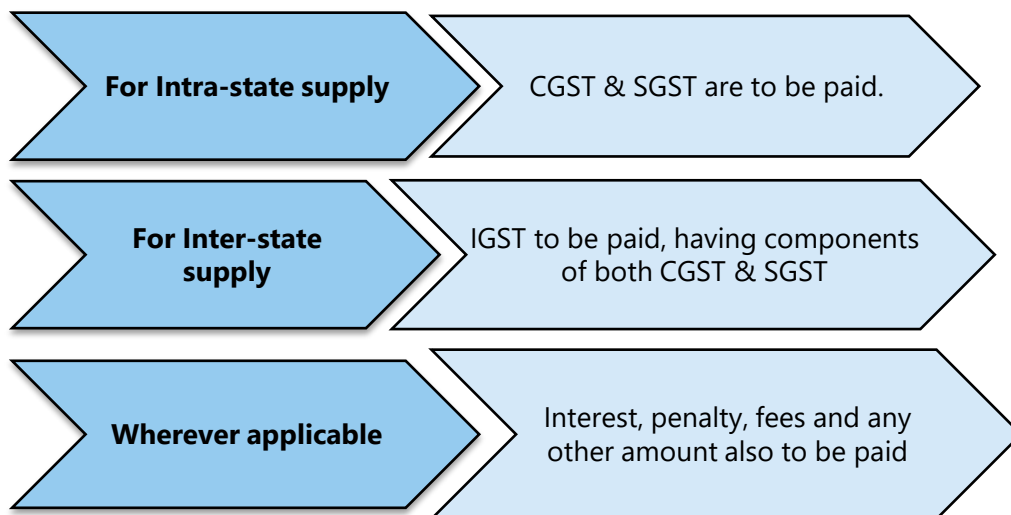 For Intra-state supply
CGST & SGST are to be paid.
For Inter-state
supply
IGST to be paid, having components
of both CGST & SGST
Wherever applicable
Interest, penalty, fees and any
other amount also to be paid